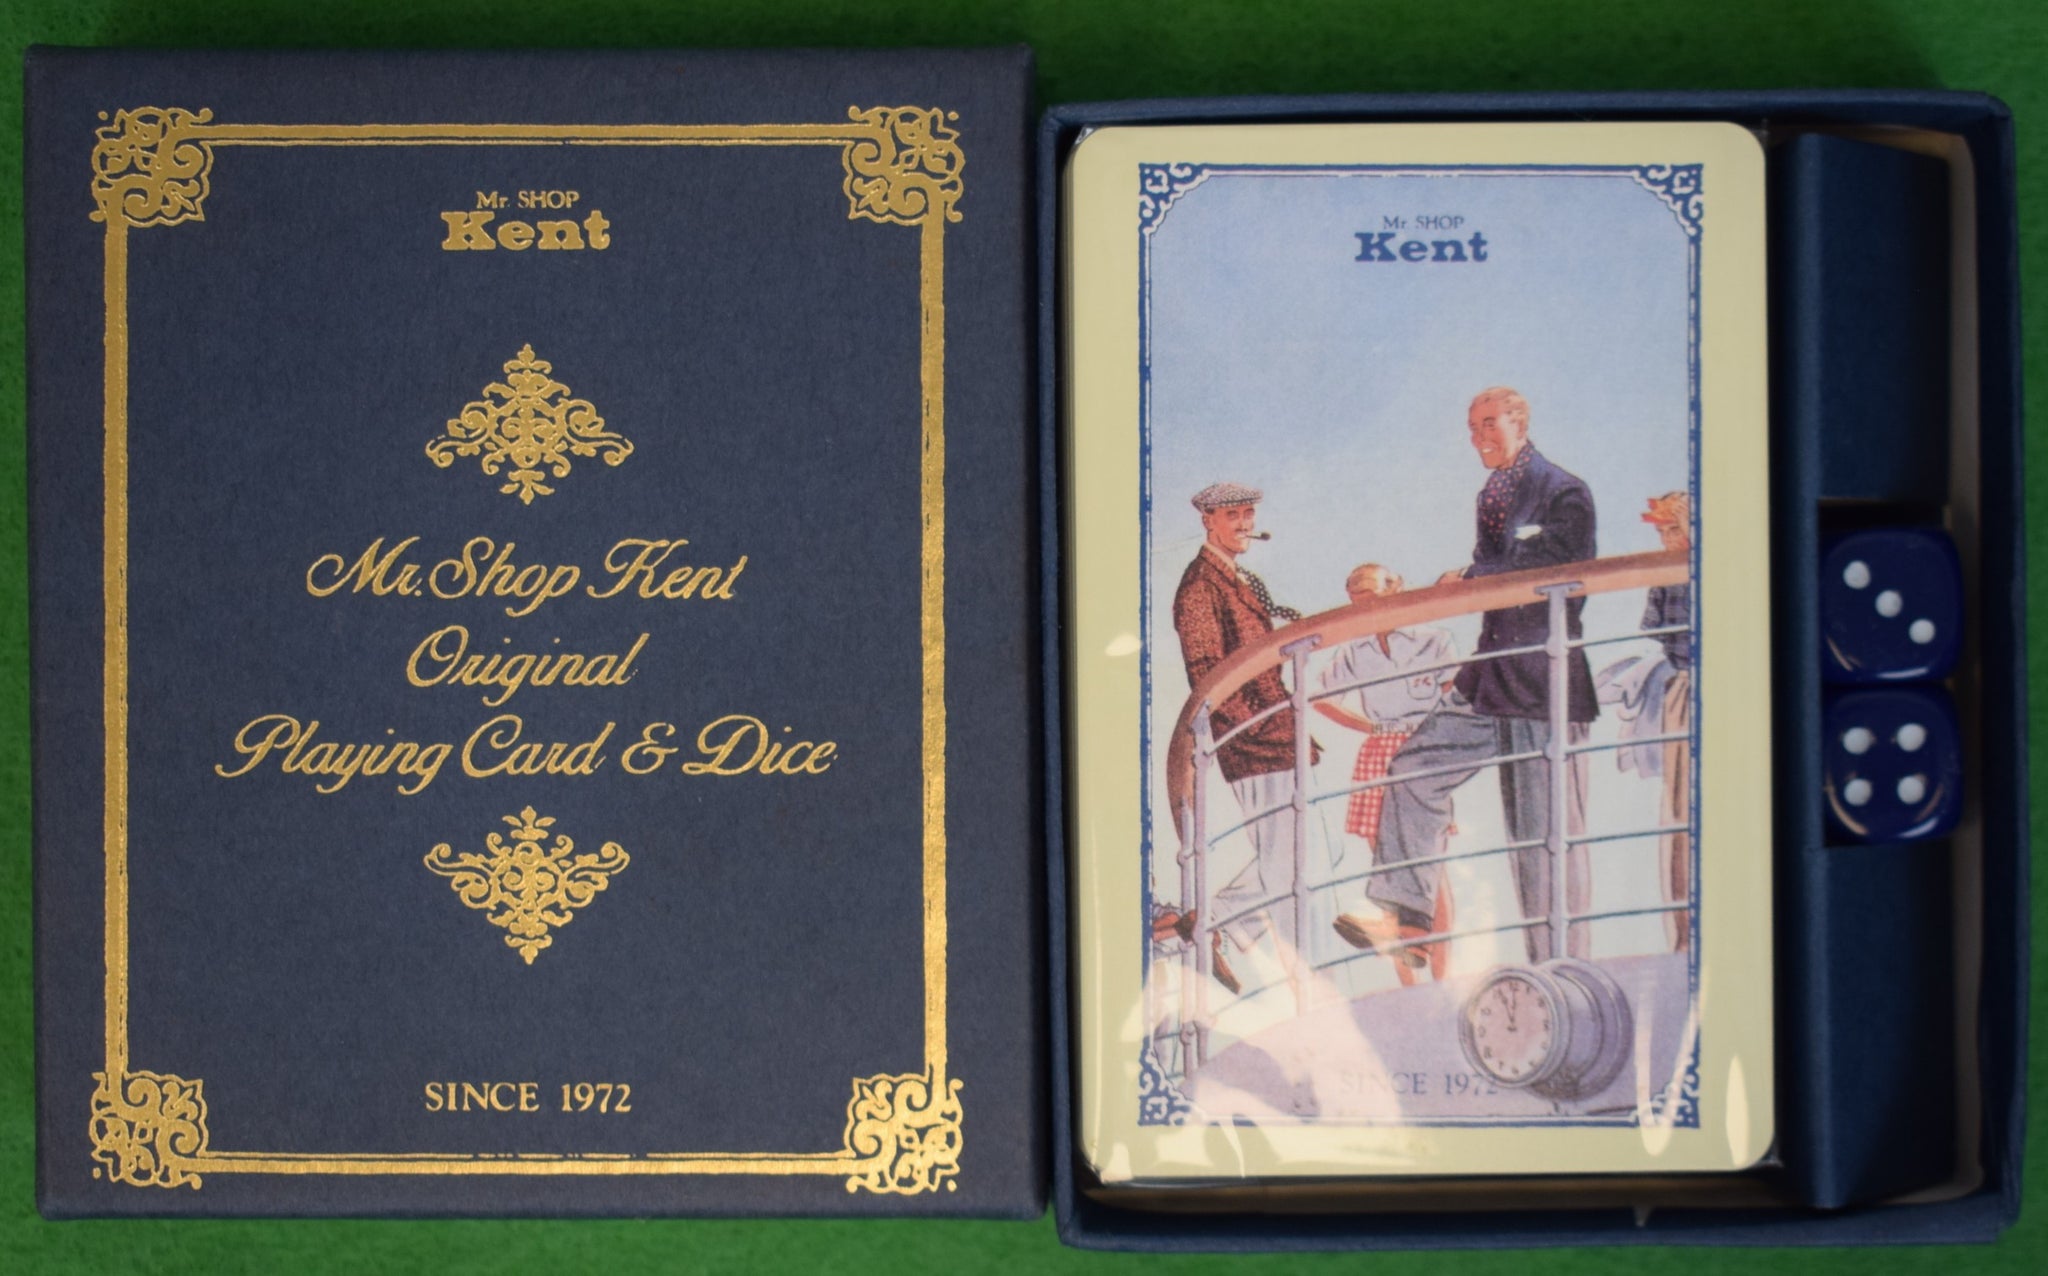 Mr. SHOP
Kent
Mr. Shop Kent
Original
Playing Card & Dice
SINCE 1972
Mr. SHOP
Kent
SINCE 1972